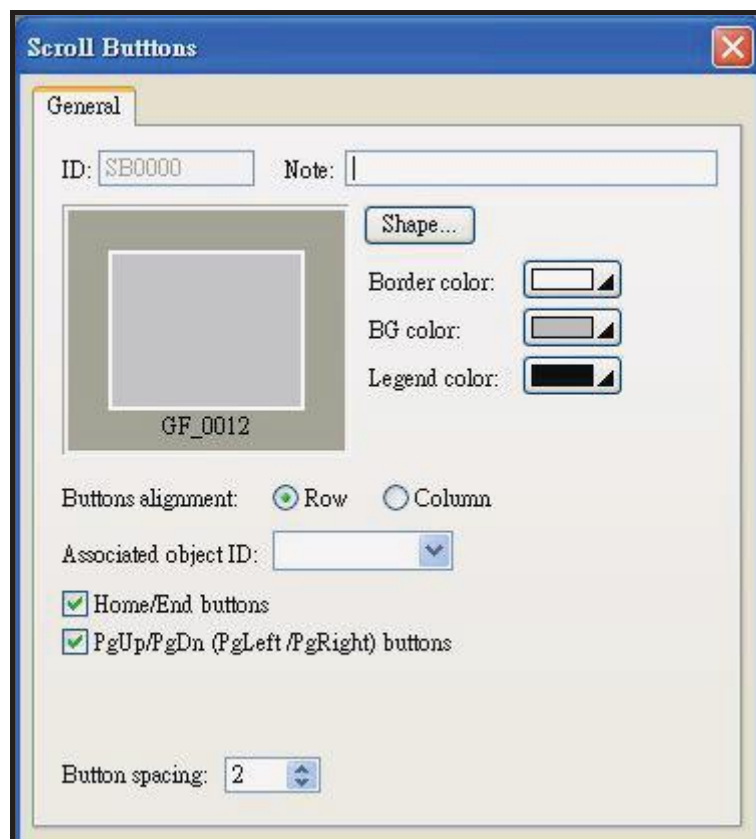 Scroll Butttons
General
ID: SB0000 Note:
Shape...
Border color:
BG color:
Legend color:
GF_0012
Buttons alignment: Row Column
Associated object ID:
Home/End buttons
PgUp/PgDn (PgLeft /PgRight) buttons
Button spacing: 2